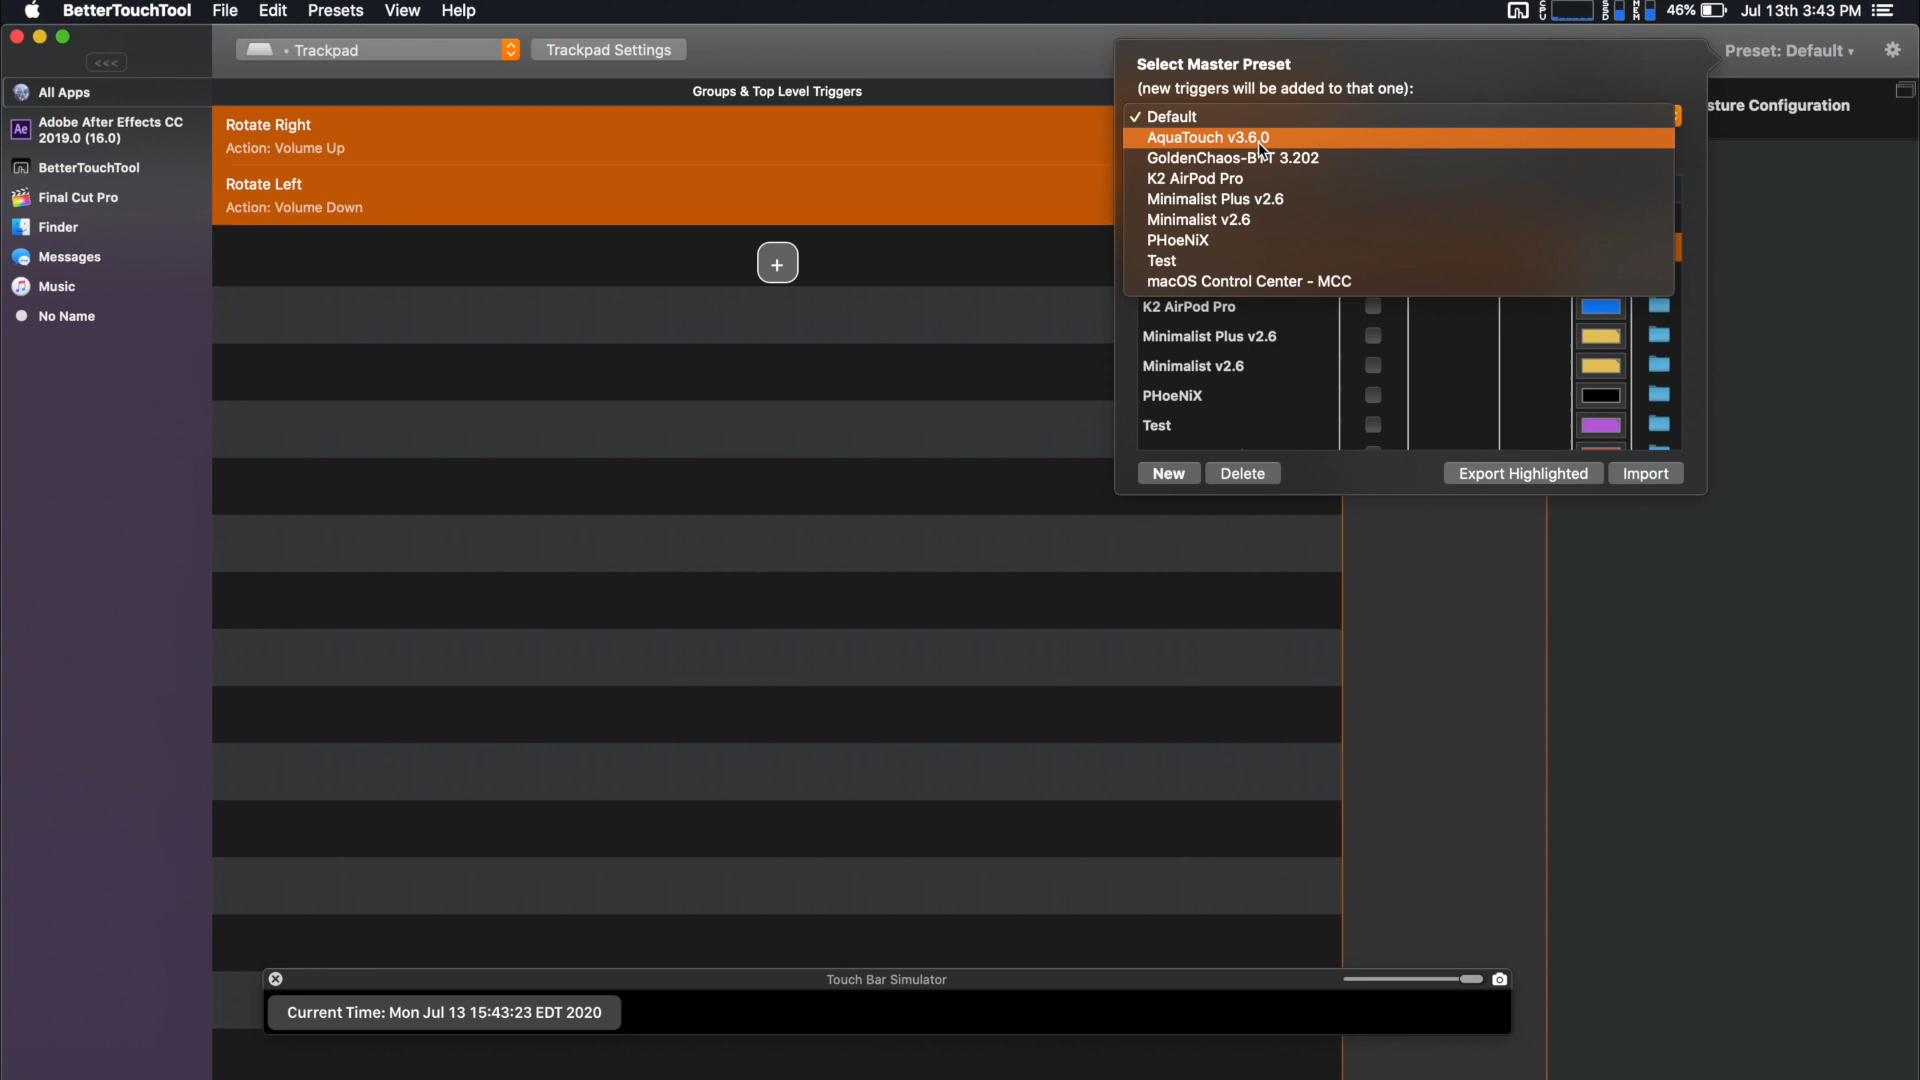 BetterTouchTool File Edit Presets View Help
CPU SSD MEM 46% Jul 13th 3:43 PM
<<<
Trackpad
Trackpad Settings
Preset: Default
All Apps
Adobe After Effects CC
2019.0 (16.0)
BetterTouchTool
Final Cut Pro
Finder
Messages
Music
No Name
Groups & Top Level Triggers
Rotate Right
Action: Volume Up
Rotate Left
Action: Volume Down
+
Select Master Preset
(new triggers will be added to that one):
✓ Default
AquaTouch v3.6.0
GoldenChaos-BTT 3.202
K2 AirPod Pro
Minimalist Plus v2.6
Minimalist v2.6
PHoeNiX
Test
macOS Control Center - MCC
K2 AirPod Pro
Minimalist Plus v2.6
Minimalist v2.6
PHoeNiX
Test
New
Delete
Export Highlighted
Import
Configuration
Touch Bar Simulator
Current Time: Mon Jul 13 15:43:23 EDT 2020